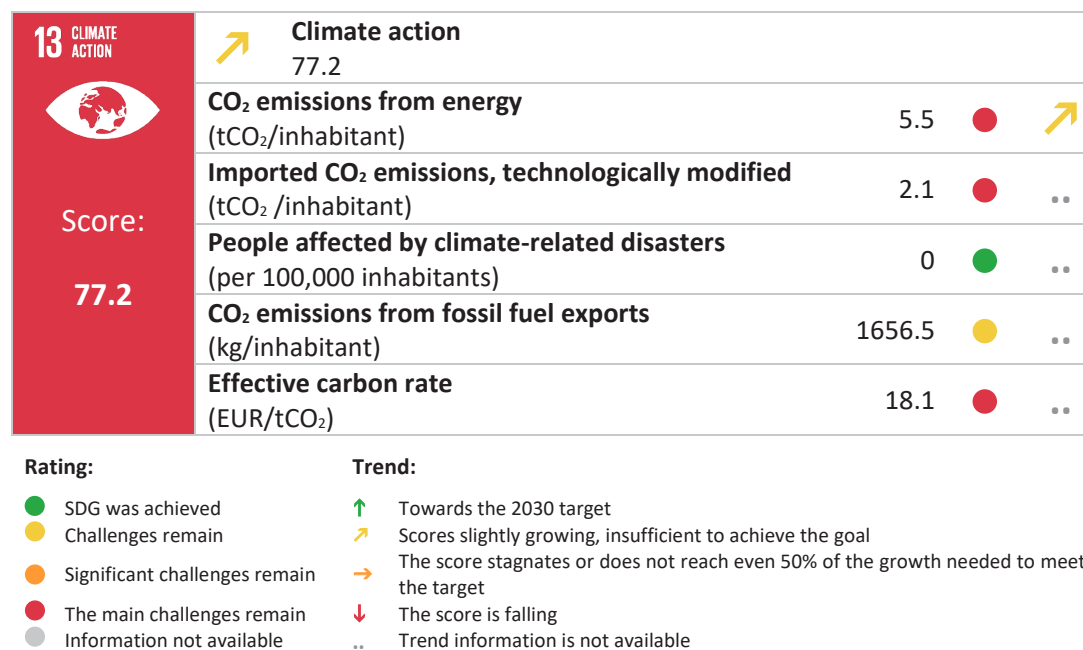 13 CLIMATE
ACTION
Score:
77.2
Climate action
77.2
CO₂ emissions from energy
(tCO₂/inhabitant)
5.5
Imported CO₂ emissions, technologically modified
(tCO₂ /inhabitant)
2.1
..
People affected by climate-related disasters
(per 100,000 inhabitants)
0
..
CO₂ emissions from fossil fuel exports
(kg/inhabitant)
1656.5
..
Effective carbon rate
(EUR/tCO₂)
18.1
..
Rating:
SDG was achieved
Challenges remain
Significant challenges remain
The main challenges remain
Information not available
Trend:
↑ Towards the 2030 target
↗ Scores slightly growing, insufficient to achieve the goal
→ The score stagnates or does not reach even 50% of the growth needed to meet
the target
↓ The score is falling
.. Trend information is not available